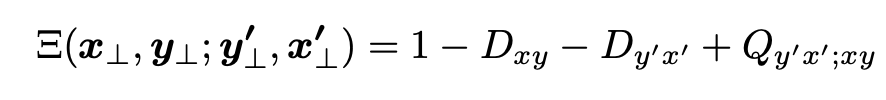 Ξ(𝒙⊥, 𝒚⊥; 𝒚′⊥, 𝒙′⊥) = 1 − D_{xy} − D_{y′x′} + Q_{y′x′;xy}